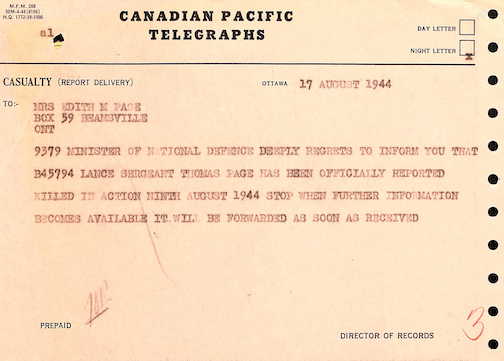 M.F.M. 268
CANADIAN PACIFIC
TELEGRAPHS
DAY LETTER
NIGHT LETTER X
CASUALTY (REPORT DELIVERY) OTTAWA 17 AUGUST 1944
TO:- MRS EDITH M PAGE
BOX 59 BEAMSVILLE
ONT
9379 MINISTER OF NATIONAL DEFENCE DEEPLY REGRETS TO INFORM YOU THAT
B45794 LANCE SERGEANT THOMAS PAGE HAS BEEN OFFICIALLY REPORTED
KILLED IN ACTION NINTH AUGUST 1944 STOP WHEN FURTHER INFORMATION
BECOMES AVAILABLE IT WILL BE FORWARDED AS SOON AS RECEIVED
PREPAID
DIRECTOR OF RECORDS
3